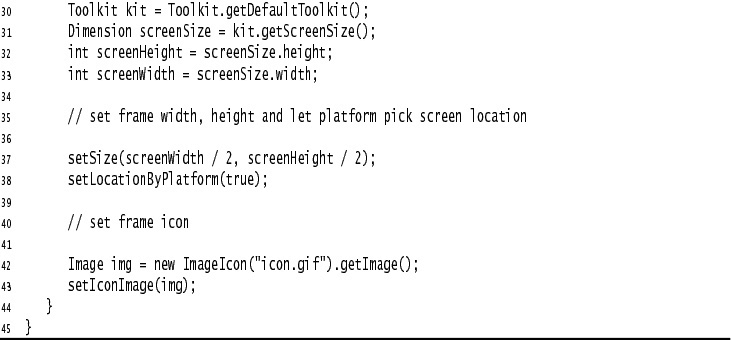 30 Toolkit kit = Toolkit.getDefaultToolkit();
31 Dimension screenSize = kit.getScreenSize();
32 int screenHeight = screenSize.height;
33 int screenWidth = screenSize.width;
34
35 // set frame width, height and let platform pick screen location
36
37 setSize(screenWidth / 2, screenHeight / 2);
38 setLocationByPlatform(true);
39
40 // set frame icon
41
42 Image img = new ImageIcon("icon.gif").getImage();
43 setIconImage(img);
44 }
45 }